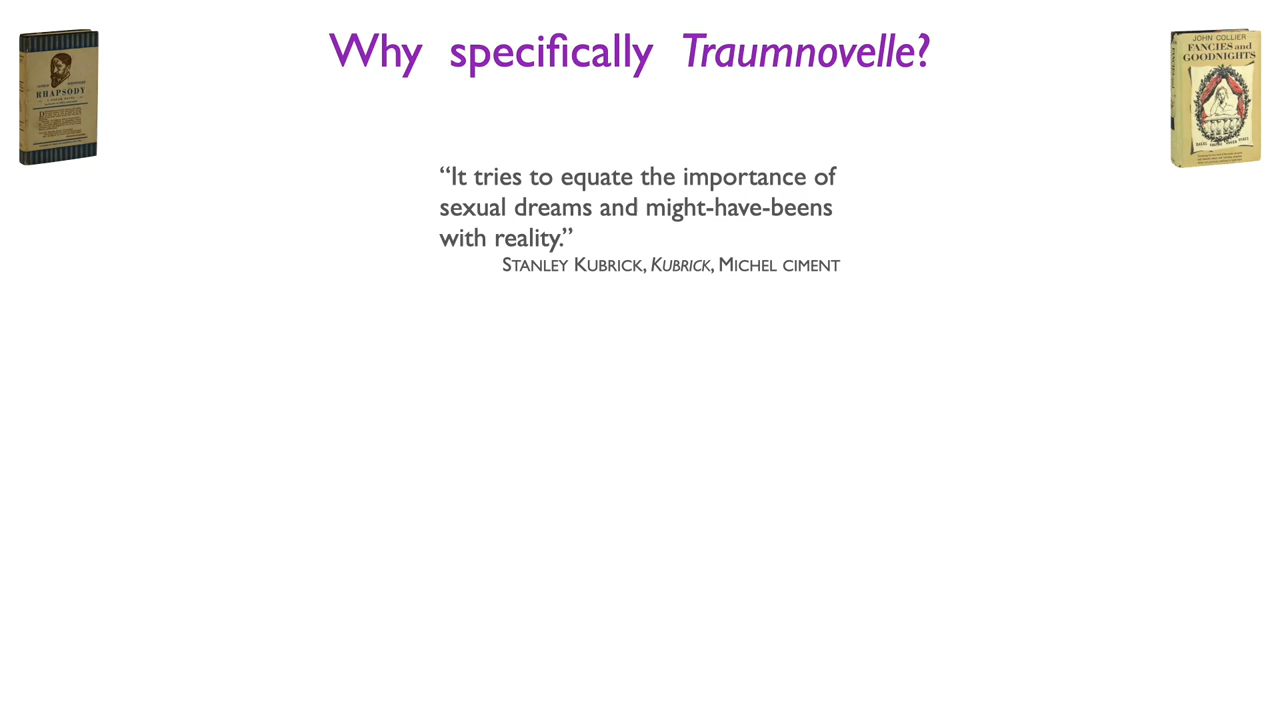 Why specifically Traumnovelle?
RHAPSODY
JOHN COLLIER
FANCIES and
GOODNIGHTS
“It tries to equate the importance of
sexual dreams and might-have-beens
with reality.”
STANLEY KUBRICK, KUBRICK, MICHEL CIMENT